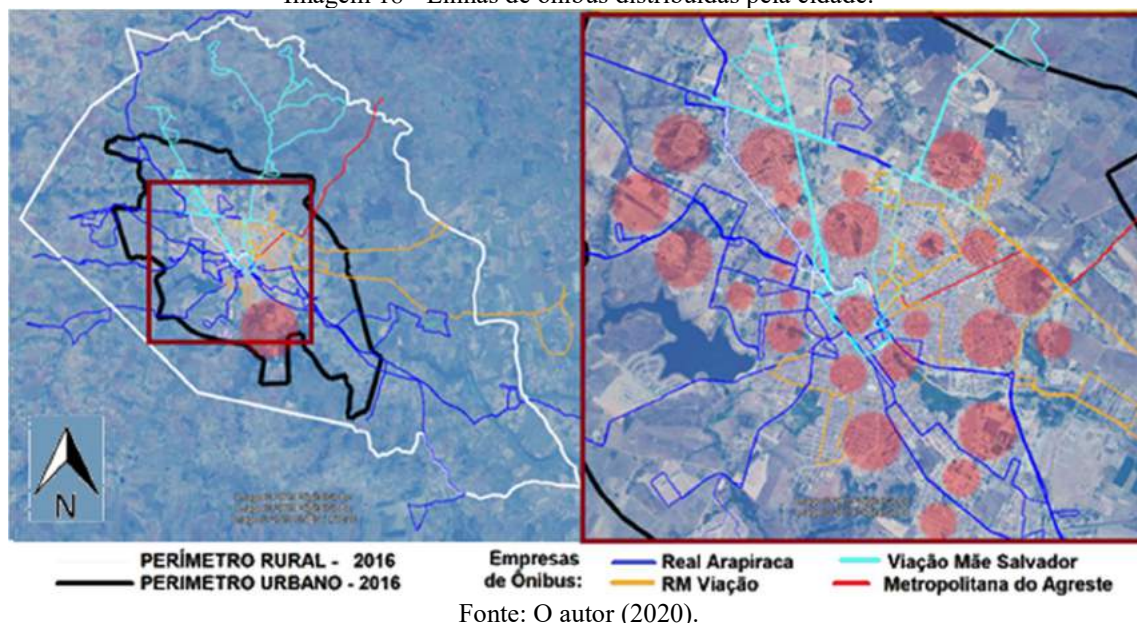 Imagem 18 - Linhas de ônibus distribuídas pela cidade.
N
PERÍMETRO RURAL - 2016
PERIMETRO URBANO - 2016
Empresas
de Ônibus:
Real Arapiraca
RM Viação
Viação Mãe Salvador
Metropolitana do Agreste
Fonte: O autor (2020).